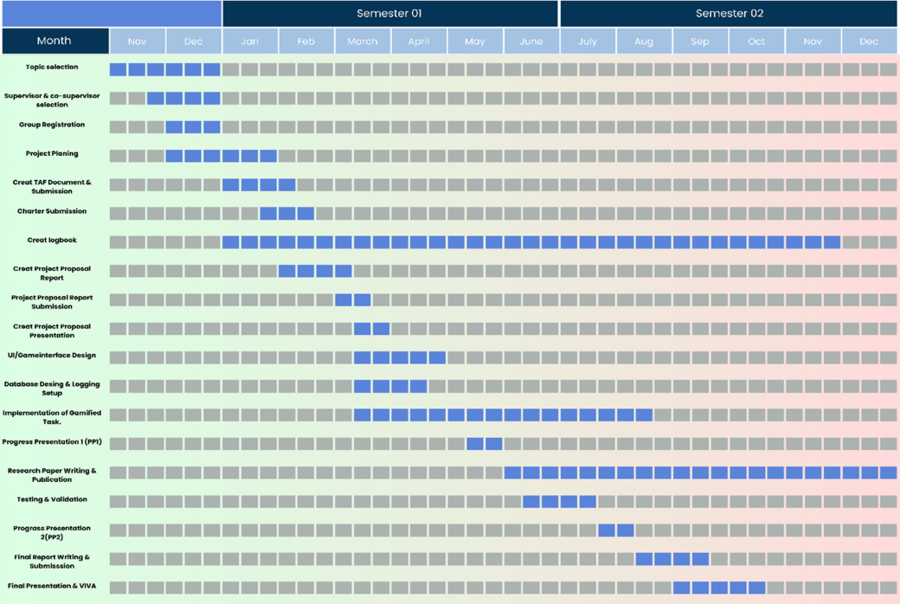 Semester 01 Semester 02
Month Nov Dec Jan Feb March April May June July Aug Sep Oct Nov Dec
Topic selection
Supervisor & co-supervisor
selection
Group Registration
Project Planing
Creat TAF Document &
Submission
Charter Submission
Creat logbook
Creat Project Proposal
Report
Project Proposal Report
Submission
Creat Project Proposal
Presentation
UI/Gameinterface Design
Database Desing & Logging
Setup
Implementation of Gamified
Task.
Progress Presentation 1 (PP1)
Research Paper Writing &
Publication
Testing & Validation
Prograss Presentation
2(PP2)
Final Report Writing &
Submisssion
Final Presentation & VIVA